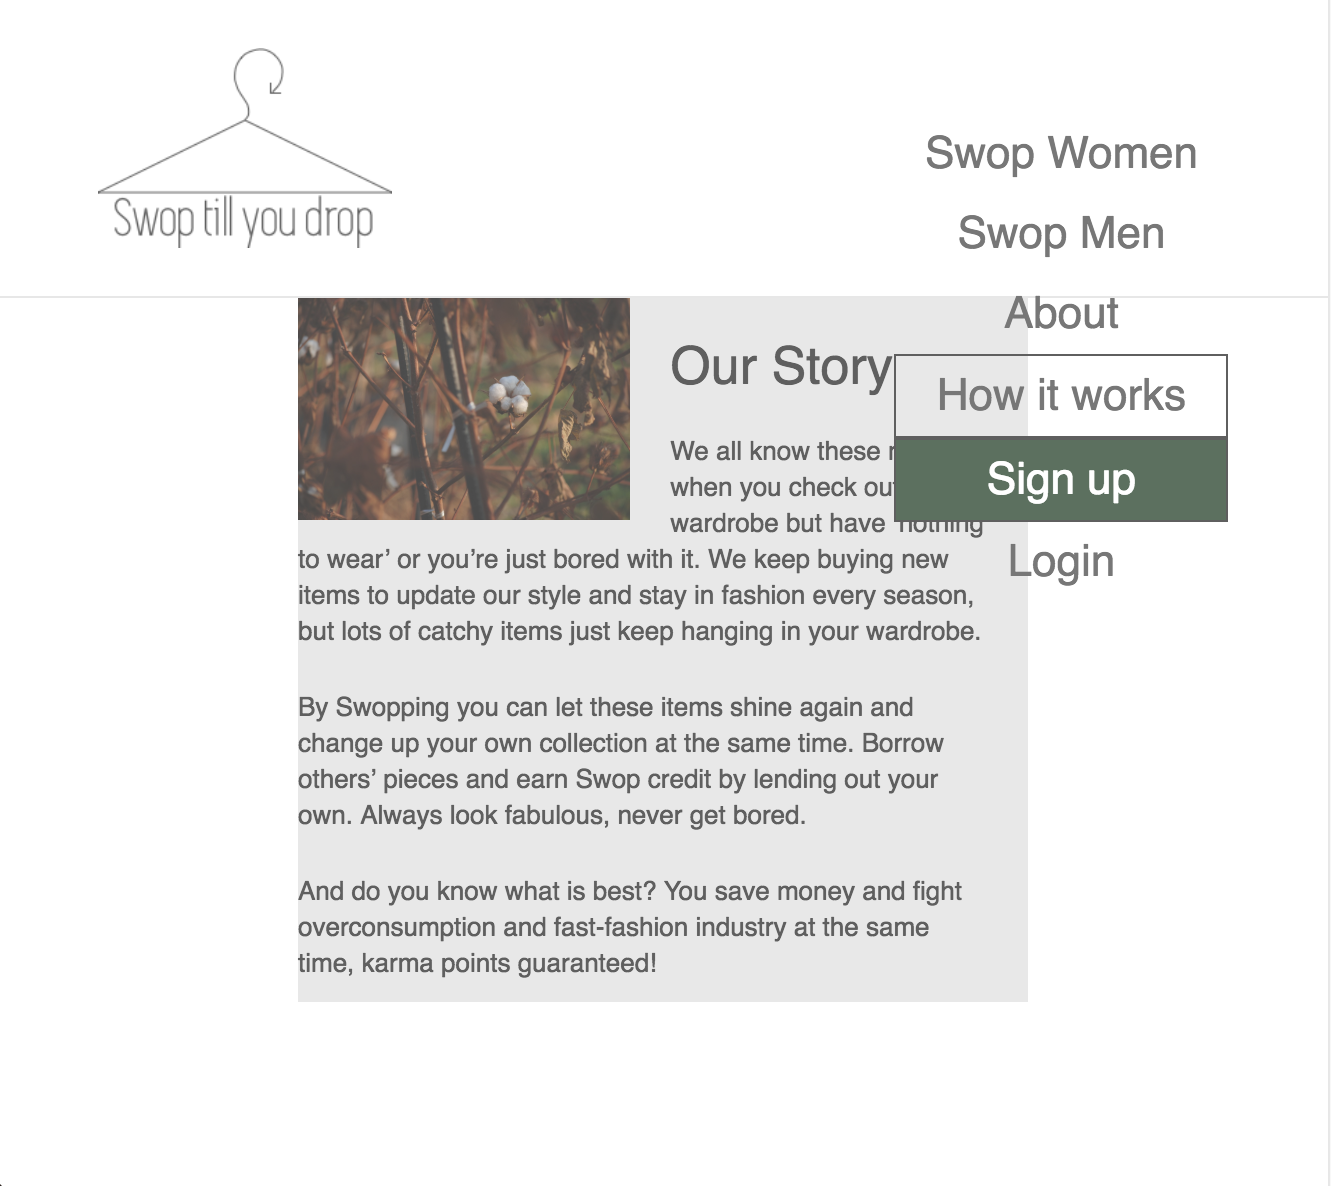 Swop till you drop
Swop Women
Swop Men
About
How it works
Sign up
Login
Our Story
We all know these
when you check
wardrobe but have
to wear’ or you’re just bored with it. We keep buying new
items to update our style and stay in fashion every season,
but lots of catchy items just keep hanging in your wardrobe.
By Swopping you can let these items shine again and
change up your own collection at the same time. Borrow
others’ pieces and earn Swop credit by lending out your
own. Always look fabulous, never get bored.
And do you know what is best? You save money and fight
overconsumption and fast-fashion industry at the same
time, karma points guaranteed!